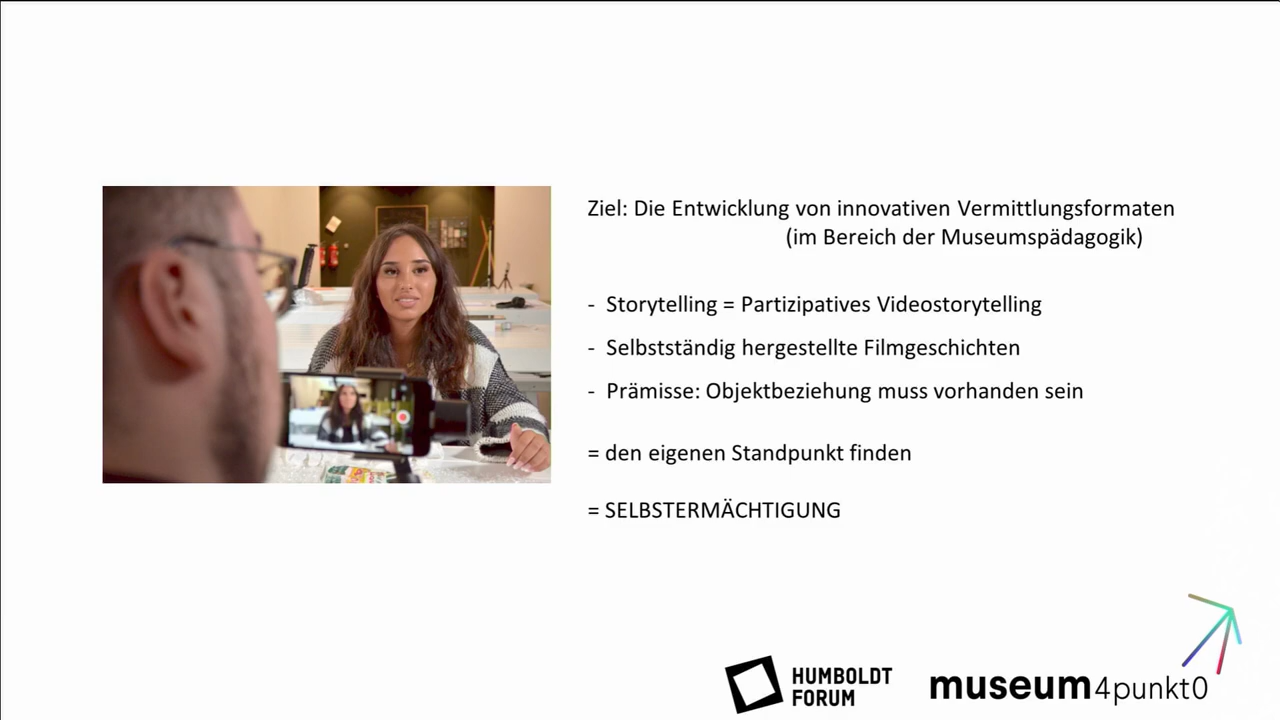 Ziel: Die Entwicklung von innovativen Vermittlungsformaten
(im Bereich der Museumspädagogik)
- Storytelling = Partizipatives Videostorytelling
- Selbstständig hergestellte Filmgeschichten
- Prämisse: Objektbeziehung muss vorhanden sein
= den eigenen Standpunkt finden
= SELBSTERMÄCHTIGUNG
HUMBOLDT
FORUM
museum4punkt0